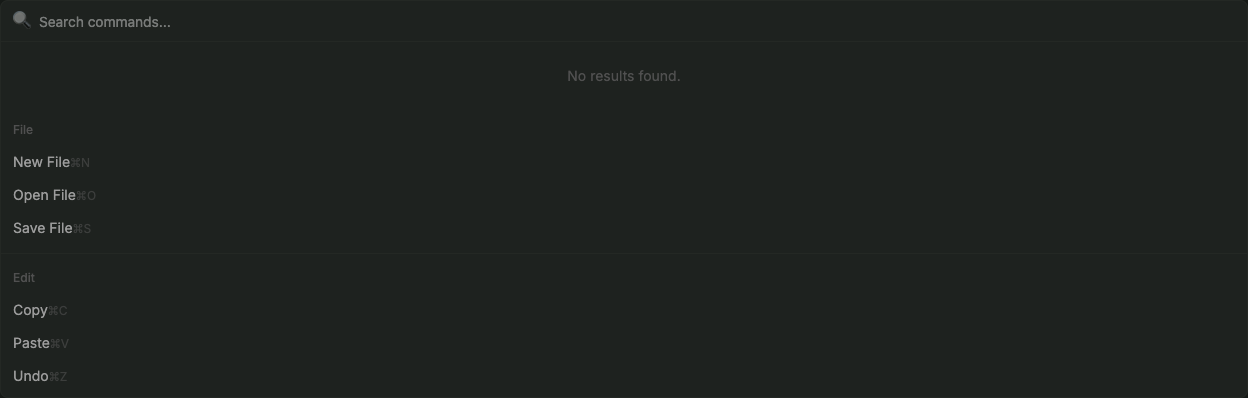 Search commands...
No results found.
File
New File⌘N
Open File⌘O
Save File⌘S
Edit
Copy⌘C
Paste⌘V
Undo⌘Z